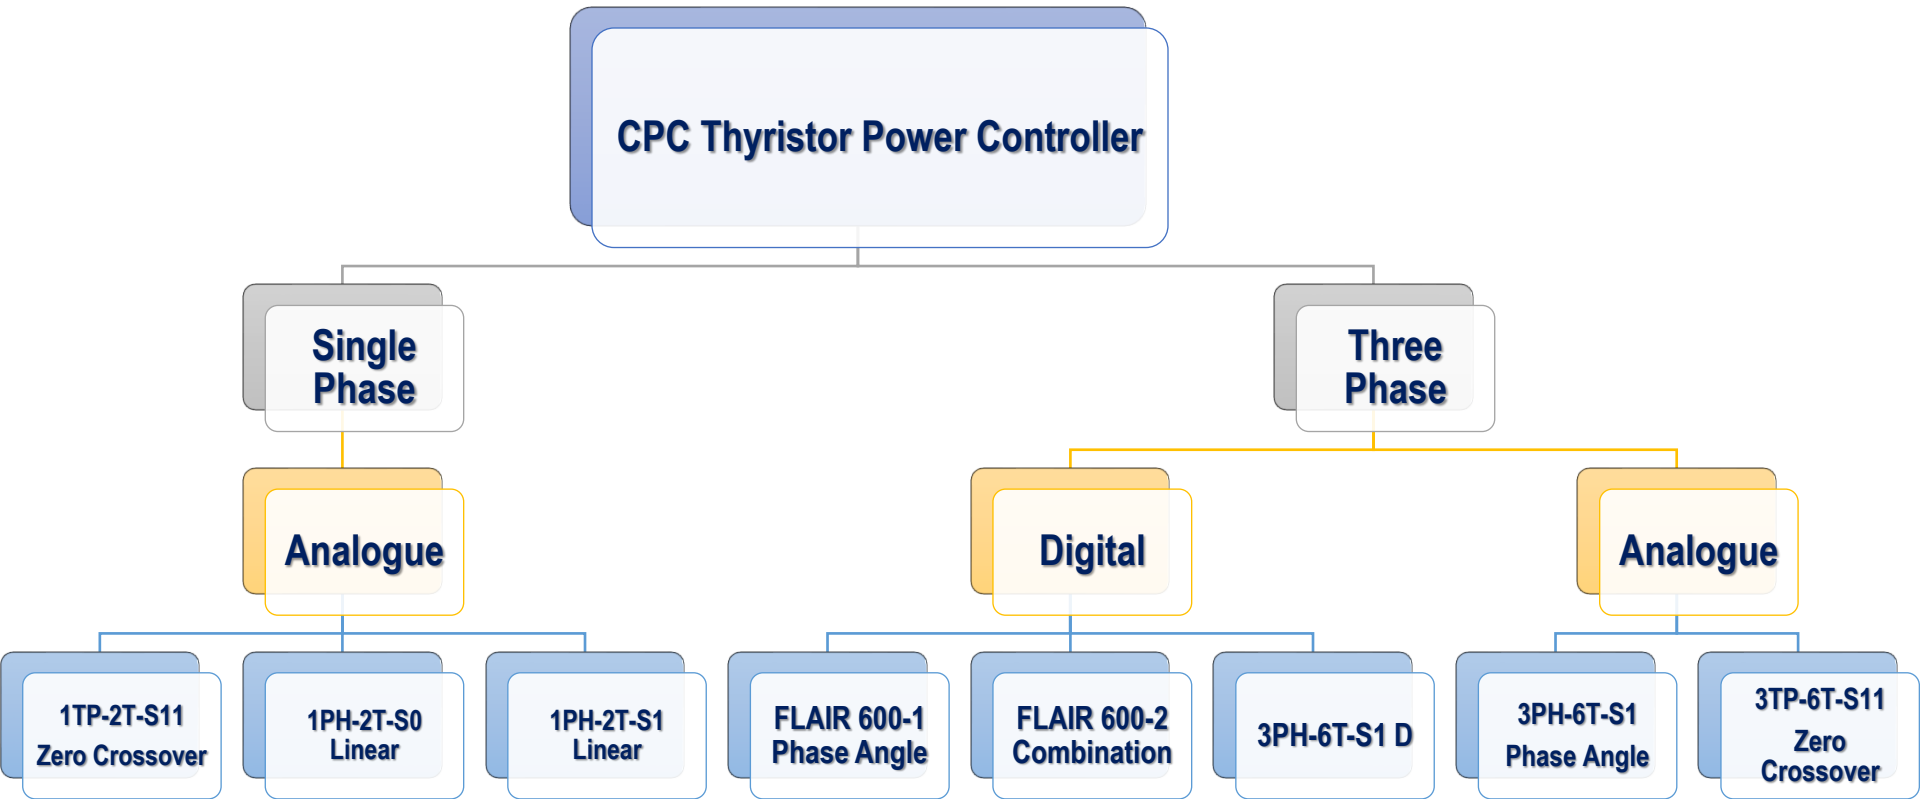 CPC Thyristor Power Controller
Single
Phase
Three
Phase
Analogue
Digital
Analogue
1TP-2T-S11
Zero Crossover
1PH-2T-S0
Linear
1PH-2T-S1
Linear
FLAIR 600-1
Phase Angle
FLAIR 600-2
Combination
3PH-6T-S1 D
3PH-6T-S1
Phase Angle
3TP-6T-S11
Zero
Crossover